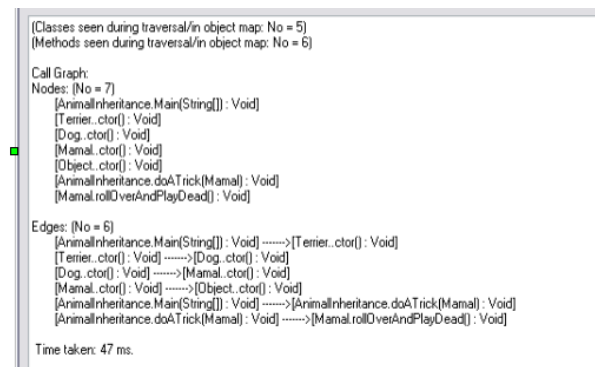 (Classes seen during traversal/in object map: No = 5)
(Methods seen during traversal/in object map: No = 6)
Call Graph:
Nodes: (No = 7)
[AnimalInheritance.Main(String[]) : Void]
[Terrier..ctor() : Void]
[Dog..ctor() : Void]
[Mamal..ctor() : Void]
[Object..ctor() : Void]
[AnimalInheritance.doATrick(Mamal) : Void]
[Mamal.rollOverAndPlayDead() : Void]
Edges: (No = 6)
[AnimalInheritance.Main(String[]) : Void] ------->[Terrier..ctor() : Void]
[Terrier..ctor() : Void] ------->[Dog..ctor() : Void]
[Dog..ctor() : Void] ------->[Mamal..ctor() : Void]
[Mamal..ctor() : Void] ------->[Object..ctor() : Void]
[AnimalInheritance.Main(String[]) : Void] ------->[AnimalInheritance.doATrick(Mamal) : Void]
[AnimalInheritance.doATrick(Mamal) : Void] ------->[Mamal.rollOverAndPlayDead() : Void]
Time taken: 47 ms.